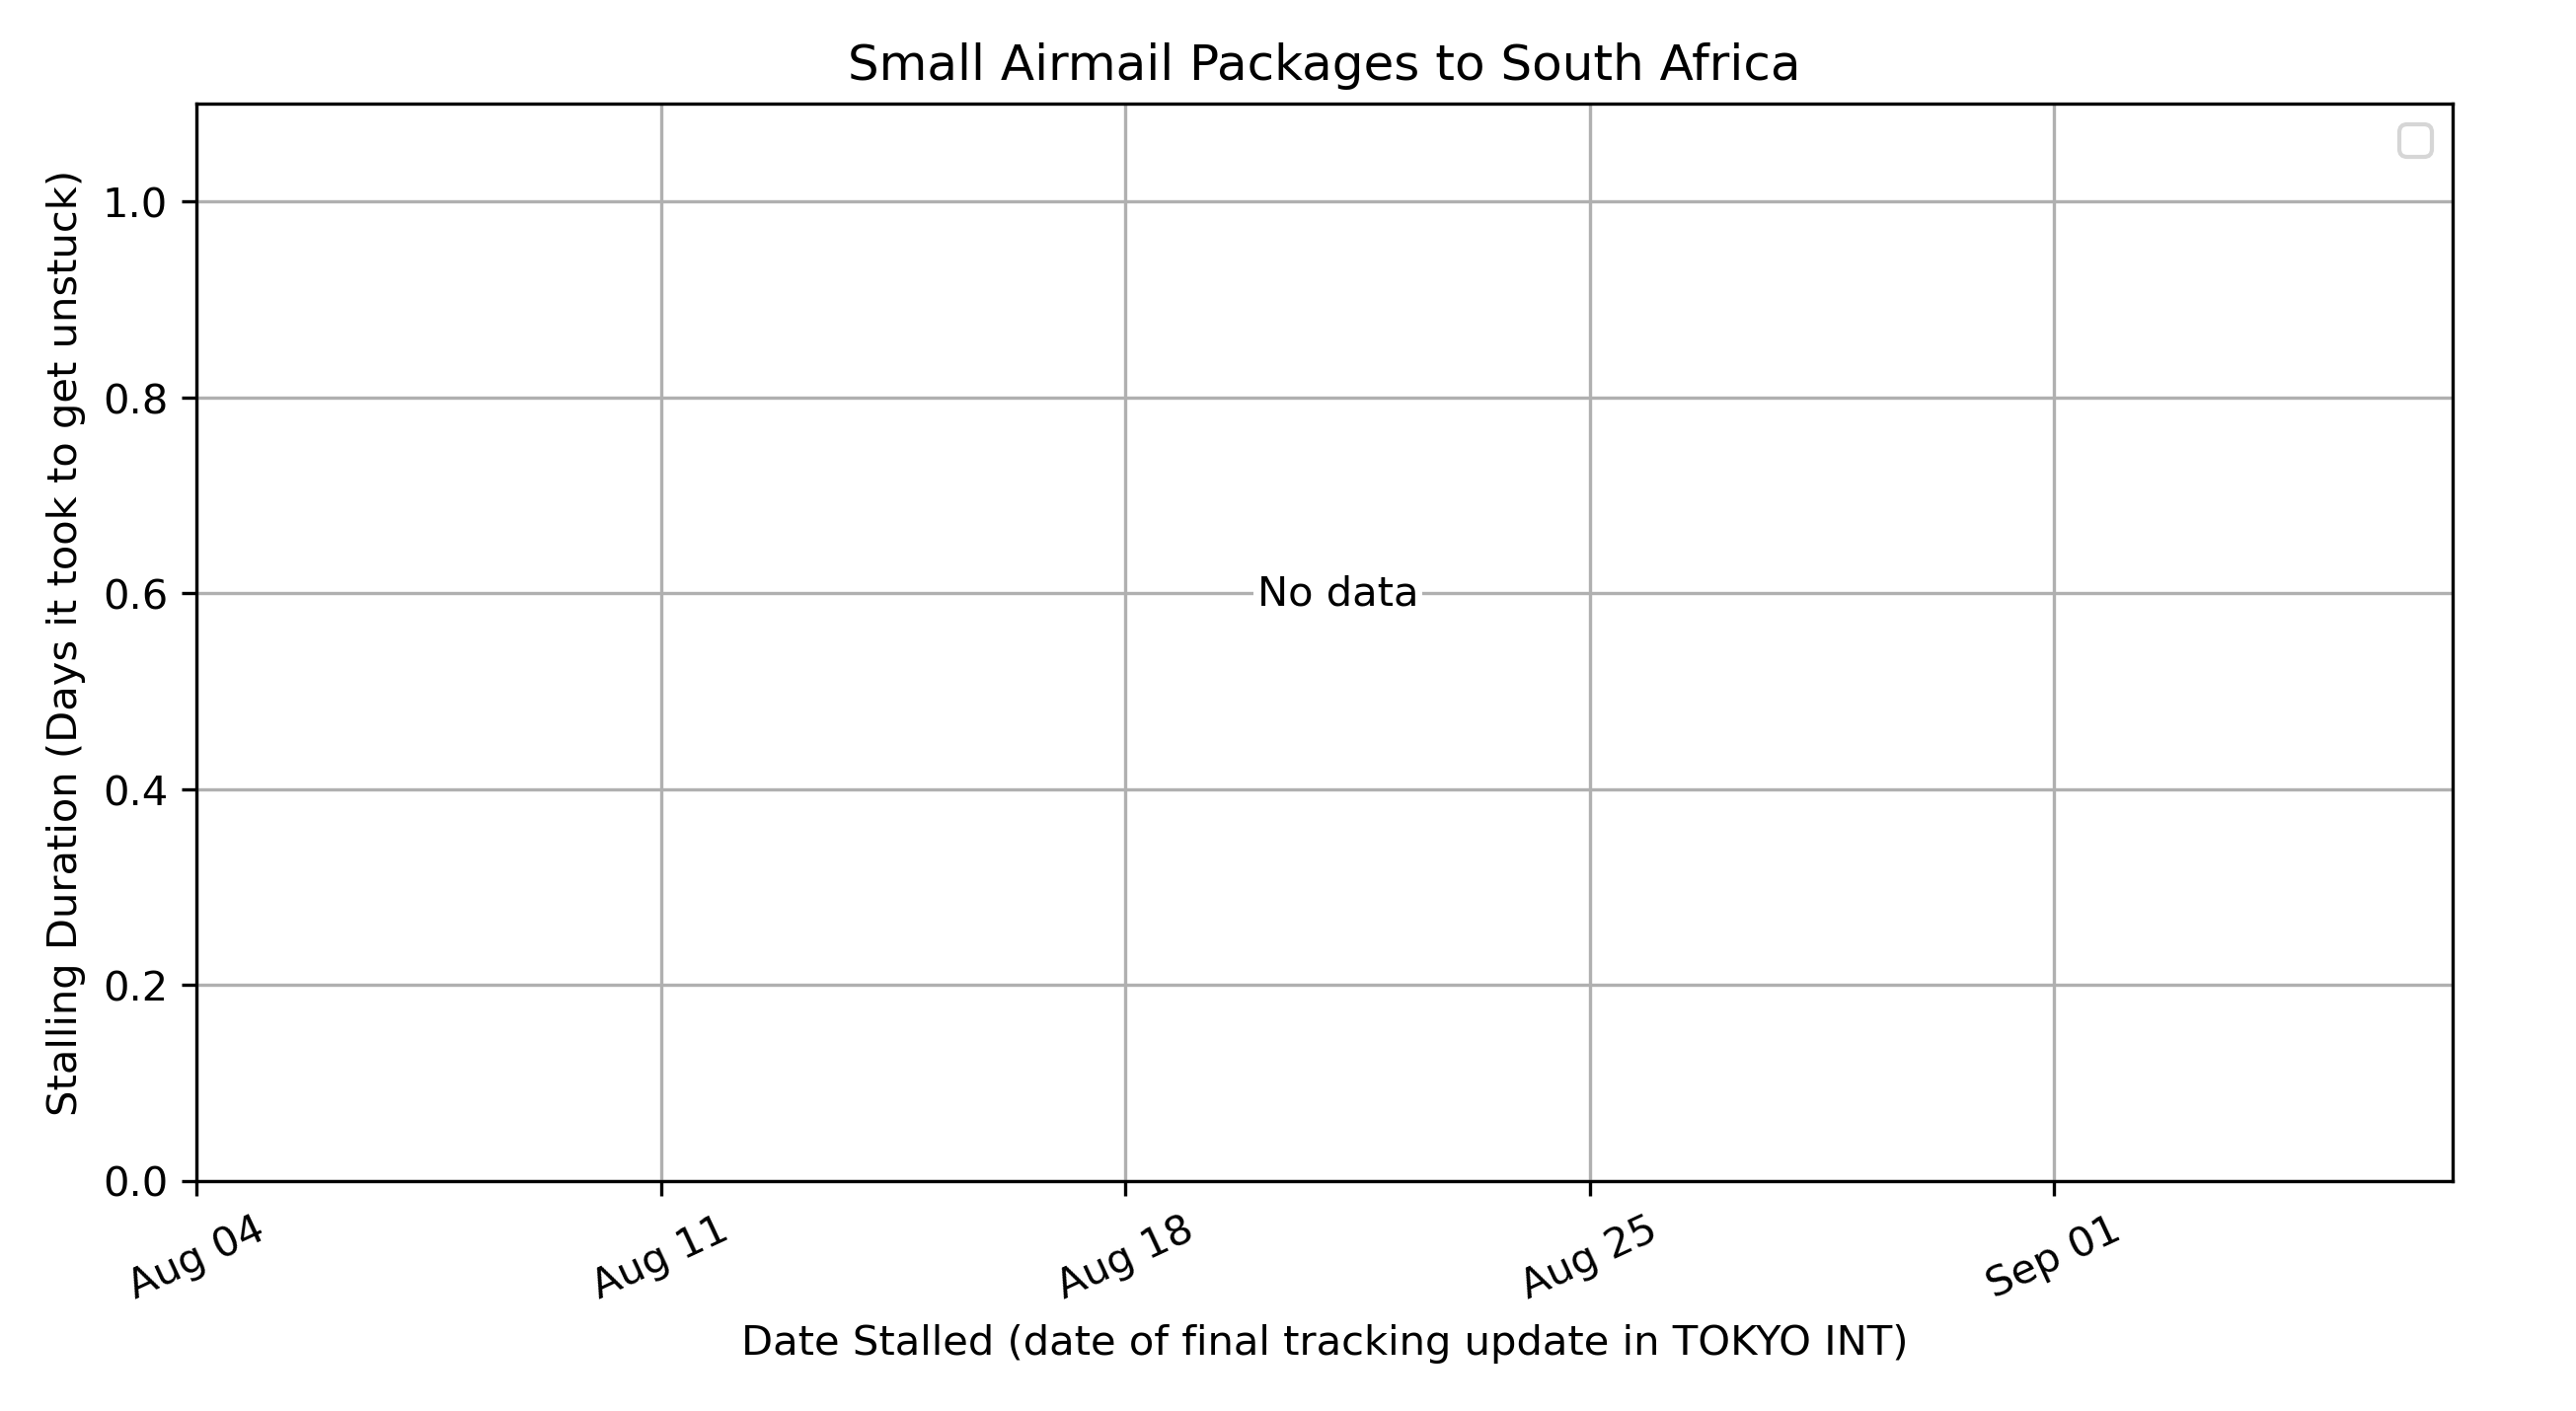 Small Airmail Packages to South Africa
Stalling Duration (Days it took to get unstuck)
1.0
0.8
0.6
0.4
0.2
0.0
No data
Aug 04
Aug 11
Aug 18
Aug 25
Sep 01
Date Stalled (date of final tracking update in TOKYO INT)